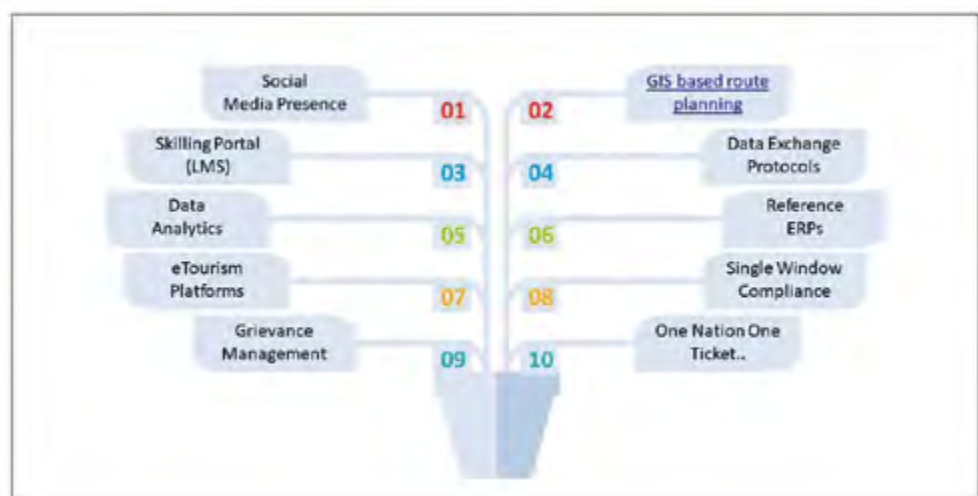 Social
Media Presence
01
02
GIS based route
planning
Skilling Portal
(LMS)
03
04
Data Exchange
Protocols
Data
Analytics
05
06
Reference
ERPs
eTourism
Platforms
07
08
Single Window
Compliance
Grievance
Management
09
10
One Nation One
Ticket..